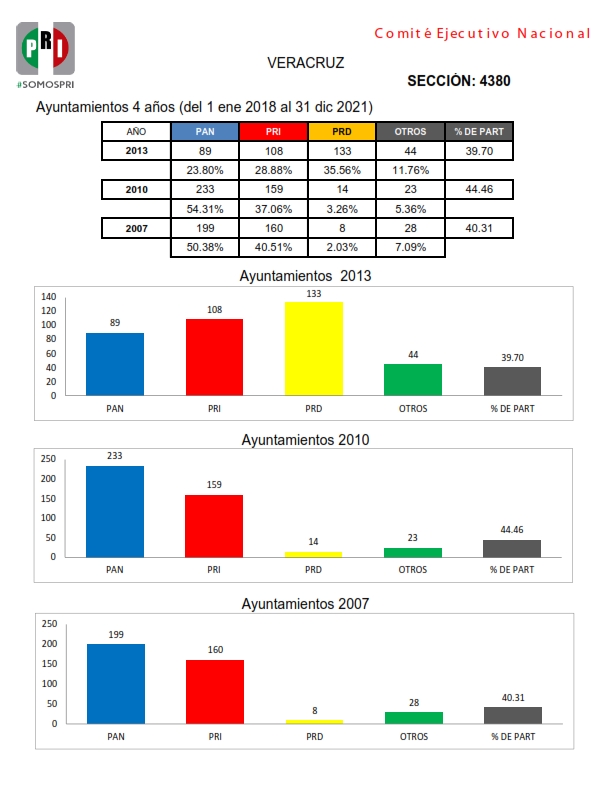 PRI
Comité Ejecutivo Nacional
#SOMOSPRI
VERACRUZ
SECCIÓN: 4380
Ayuntamientos 4 años (del 1 ene 2018 al 31 dic 2021)
AÑO PAN PRI PRD OTROS % DE PART
2013 89 108 133 44 39.70
23.80% 28.88% 35.56% 11.76%
2010 233 159 14 23 44.46
54.31% 37.06% 3.26% 5.36%
2007 199 160 8 28 40.31
50.38% 40.51% 2.03% 7.09%
Ayuntamientos 2013
140
120
100
80
60
40
20
0
89 108 133 44 39.70
PAN PRI PRD OTROS % DE PART
Ayuntamientos 2010
250
200
150
100
50
0
233 159 14 23 44.46
PAN PRI PRD OTROS % DE PART
Ayuntamientos 2007
250
200
150
100
50
0
199 160 8 28 40.31
PAN PRI PRD OTROS % DE PART